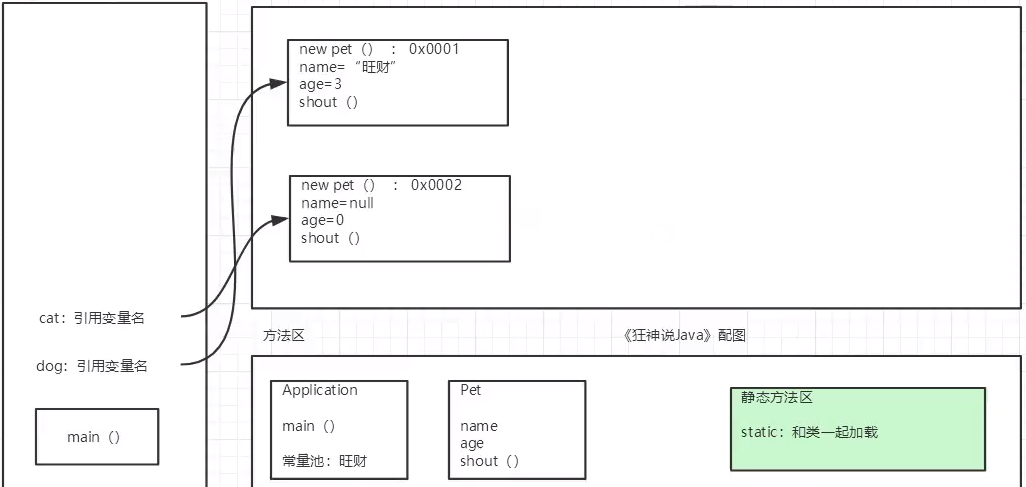 new pet（） ： 0x0001
name=“旺财”
age=3
shout（）
new pet（） ： 0x0002
name=null
age=0
shout（）
cat：引用变量名
dog：引用变量名
main（）
方法区
《狂神说Java》配图
Application
main（）
常量池：旺财
Pet
name
age
shout（）
静态方法区
static：和类一起加载